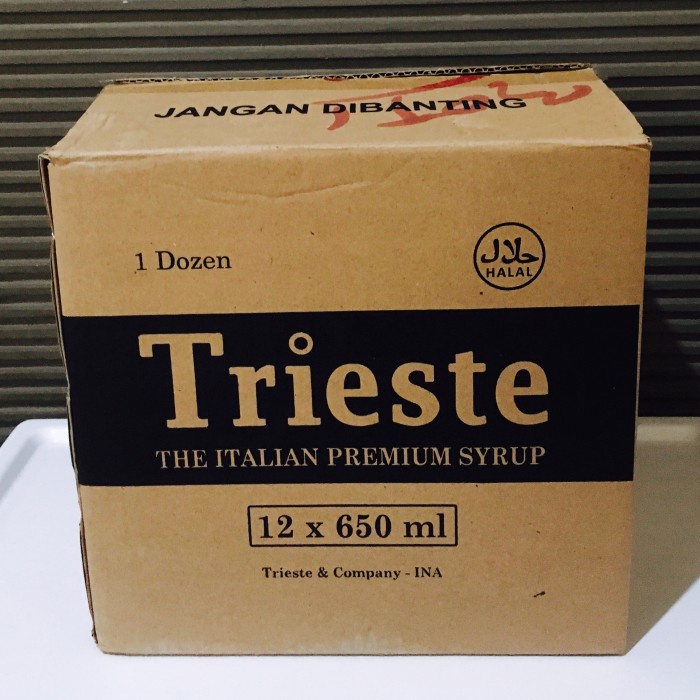 JANGAN DIBANTING
1 Dozen
حلال
HALAL
Trieste
THE ITALIAN PREMIUM SYRUP
12 x 650 ml
Trieste & Company - INA